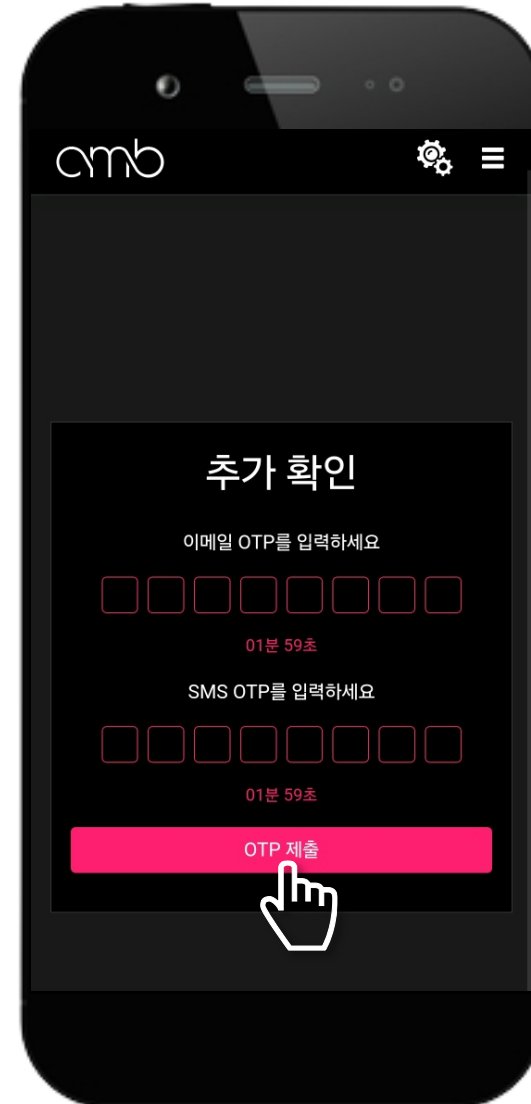 amb
추가 확인
이메일 OTP를 입력하세요
01분 59초
SMS OTP를 입력하세요
01분 59초
OTP 제출